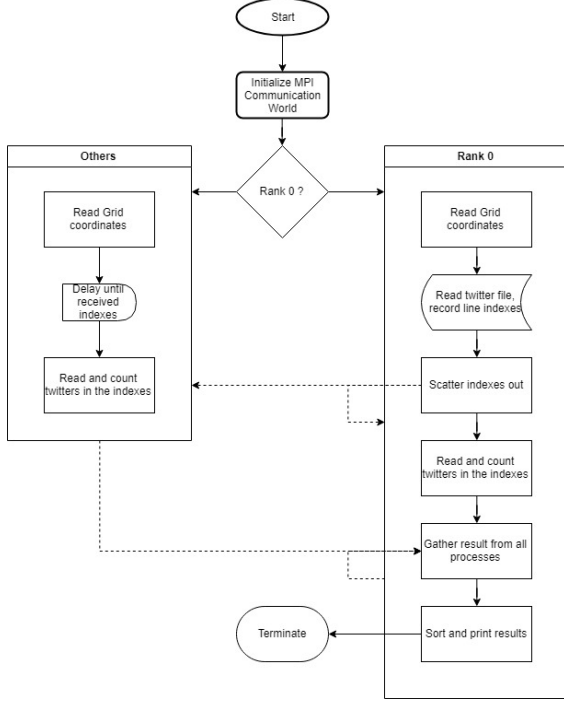 Start
Initialize MPI
Communication
World
Rank 0 ?
Others
Read Grid
coordinates
Delay until
received
indexes
Read and count
twitters in the indexes
Rank 0
Read Grid
coordinates
Read twitter file,
record line indexes
Scatter indexes out
Read and count
twitters in the indexes
Gather result from all
processes
Sort and print results
Terminate